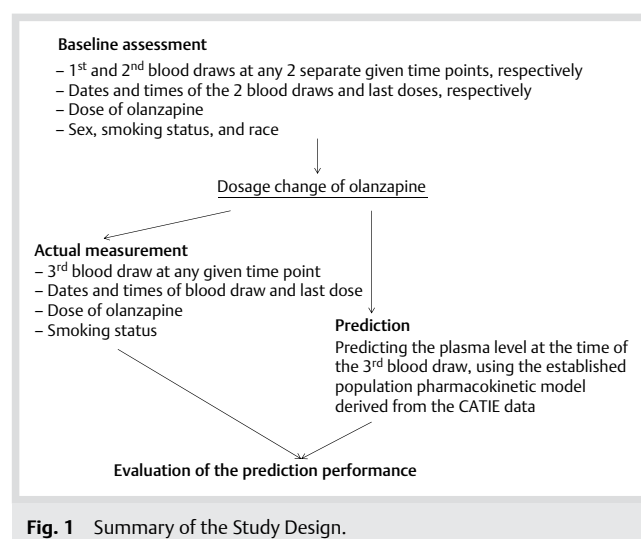 Baseline assessment
– 1st and 2nd blood draws at any 2 separate given time points, respectively
– Dates and times of the 2 blood draws and last doses, respectively
– Dose of olanzapine
– Sex, smoking status, and race
Dosage change of olanzapine
Actual measurement
– 3rd blood draw at any given time point
– Dates and times of blood draw and last dose
– Dose of olanzapine
– Smoking status
Prediction
Predicting the plasma level at the time of
the 3rd blood draw, using the established
population pharmacokinetic model
derived from the CATIE data
Evaluation of the prediction performance
Fig. 1 Summary of the Study Design.